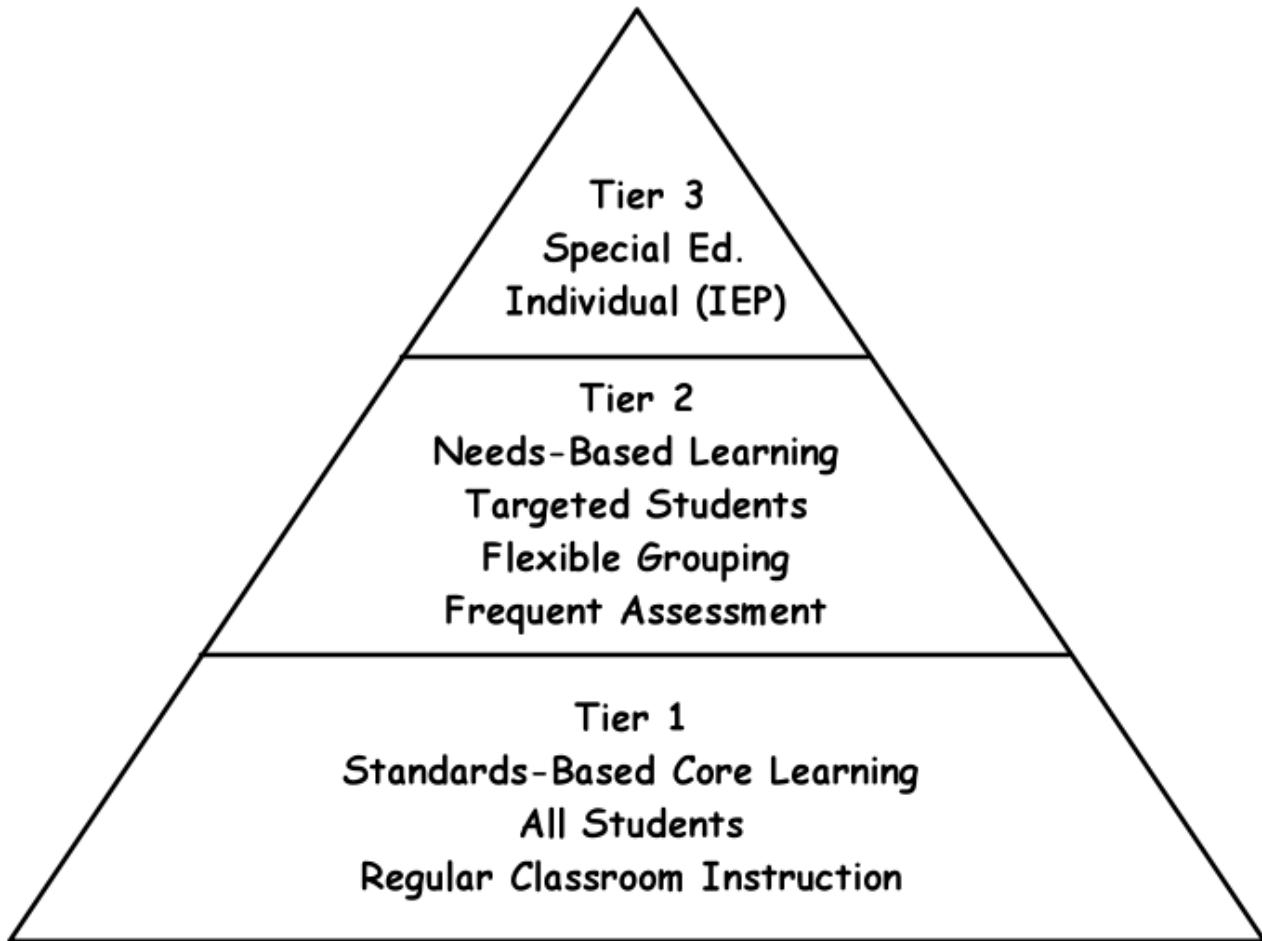 Tier 3
Special Ed.
Individual (IEP)
Tier 2
Needs-Based Learning
Targeted Students
Flexible Grouping
Frequent Assessment
Tier 1
Standards-Based Core Learning
All Students
Regular Classroom Instruction